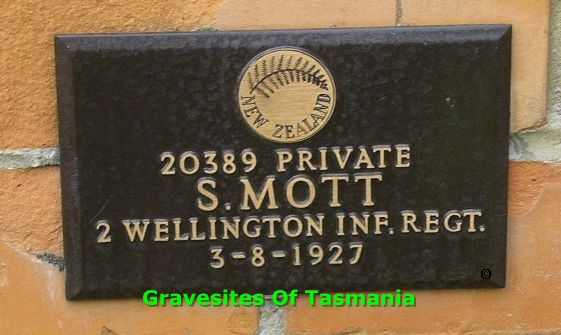 NEW ZEALAND
20389 PRIVATE
S. MOTT
2 WELLINGTON INF. REGT.
3-8-1927
©
Gravesites Of Tasmania